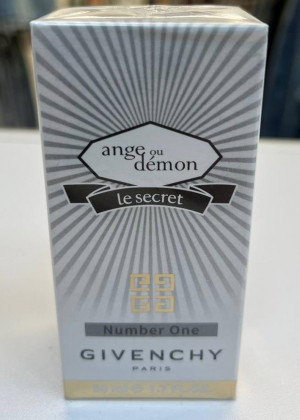 ange ou
démon
le secret
Number One
GIVENCHY
PARIS